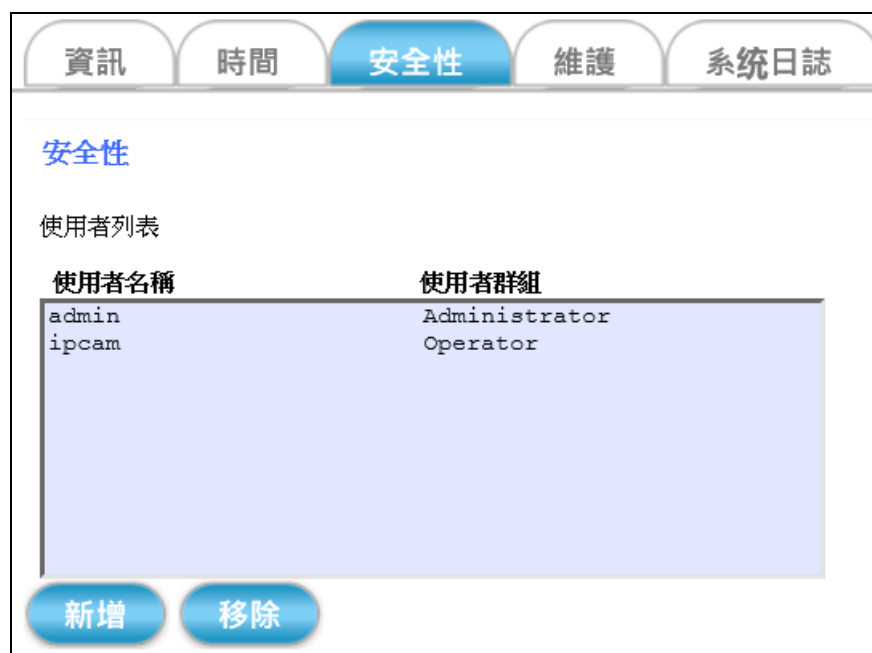 資訊 時間 安全性 維護 系统日誌
安全性
使用者列表
使用者名稱 使用者群組
admin Administrator
ipcam Operator
新增 移除